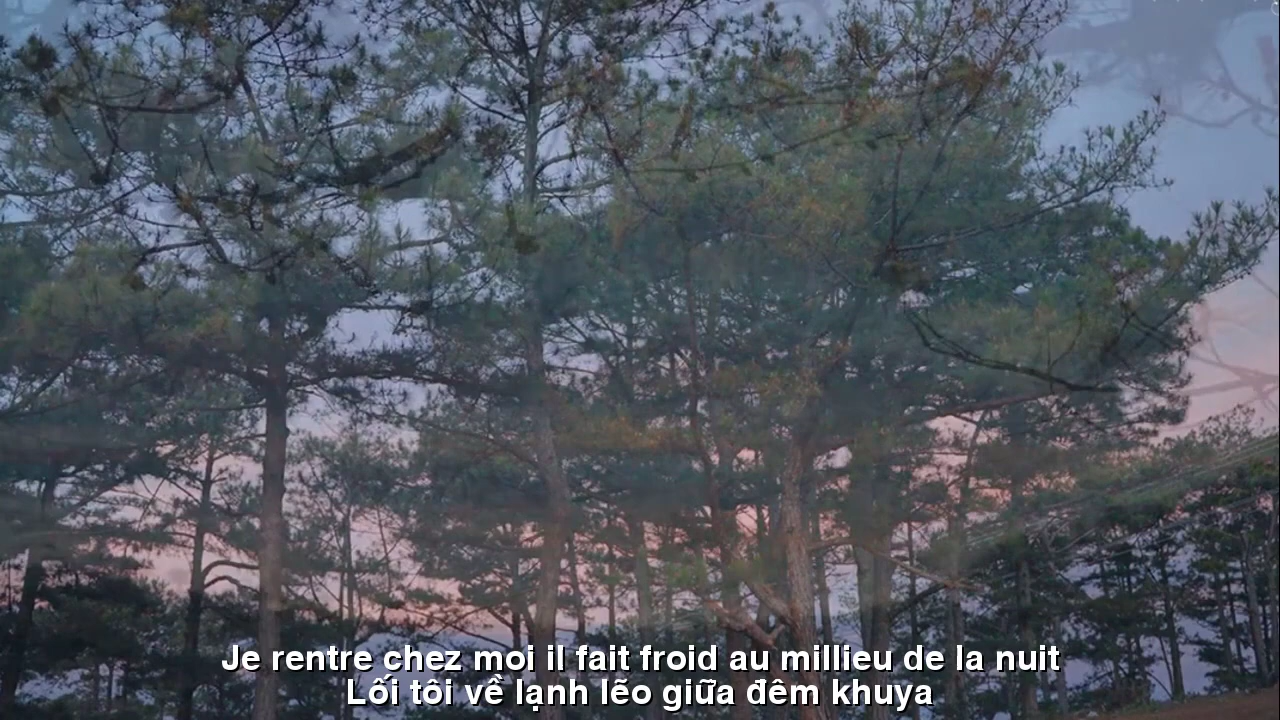 Je rentre chez moi il fait froid au millieu de la nuit
Lối tôi về lạnh lẽo giữa đêm khuya